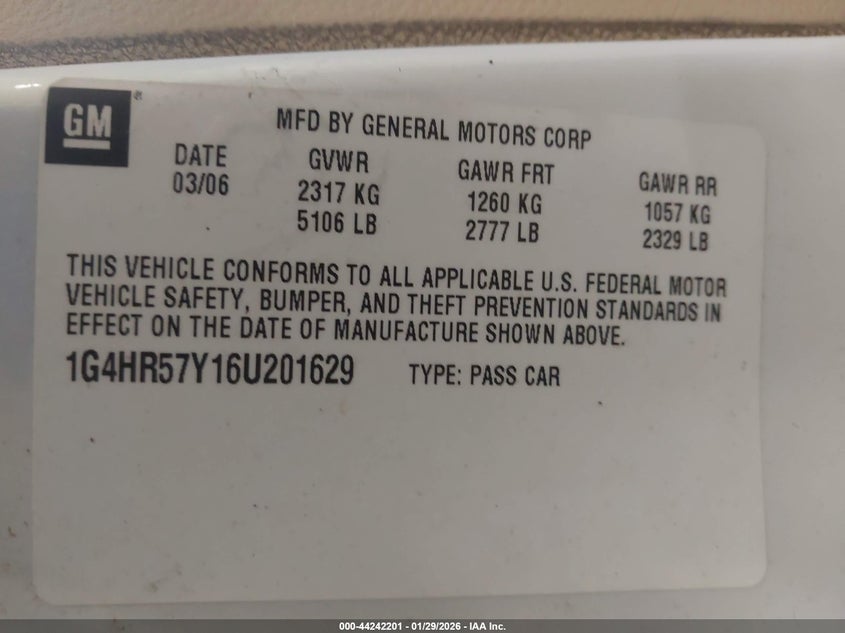 GM
MFD BY GENERAL MOTORS CORP
DATE GVWR GAWR FRT GAWR RR
03/06 2317 KG 1260 KG 1057 KG
5106 LB 2777 LB 2329 LB
THIS VEHICLE CONFORMS TO ALL APPLICABLE U.S. FEDERAL MOTOR
VEHICLE SAFETY, BUMPER, AND THEFT PREVENTION STANDARDS IN
EFFECT ON THE DATE OF MANUFACTURE SHOWN ABOVE.
1G4HR57Y16U201629 TYPE: PASS CAR
000-44242201 - 01/29/2026 - IAA Inc.